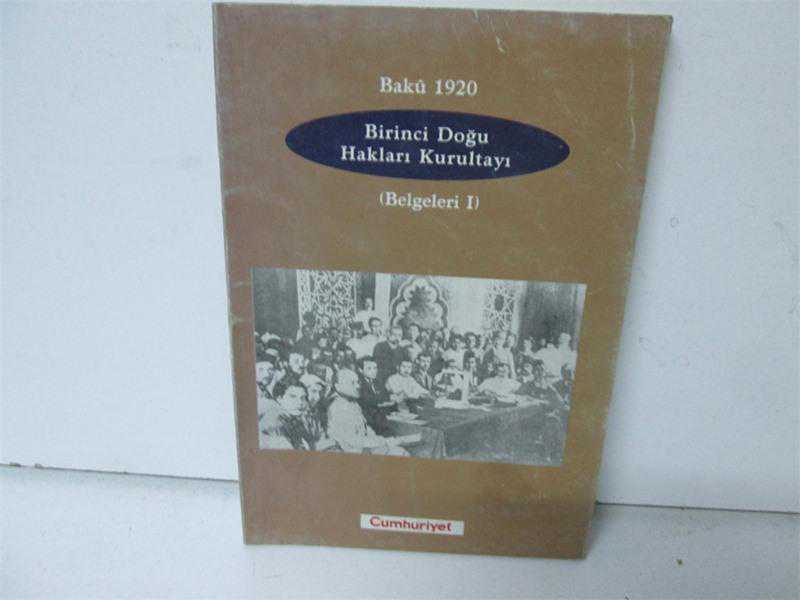 Bakû 1920
Birinci Doğu
Hakları Kurultayı
(Belgeleri I)
Cumhuriyet